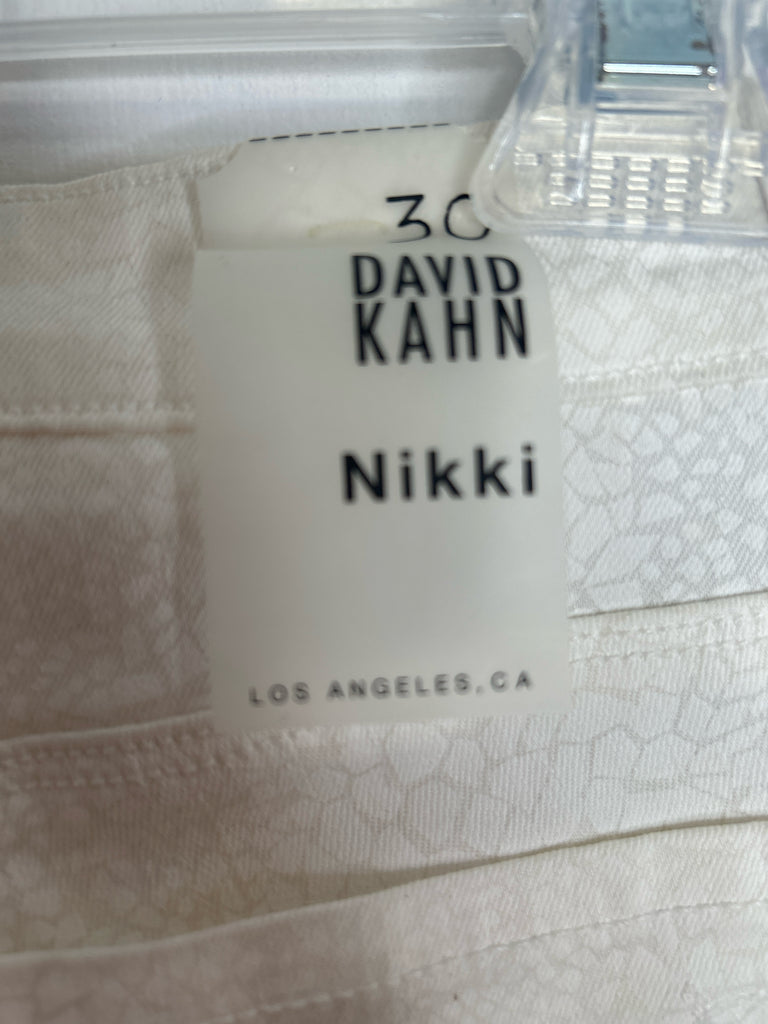 30
DAVID
KAHN
Nikki
LOS ANGELES, CA